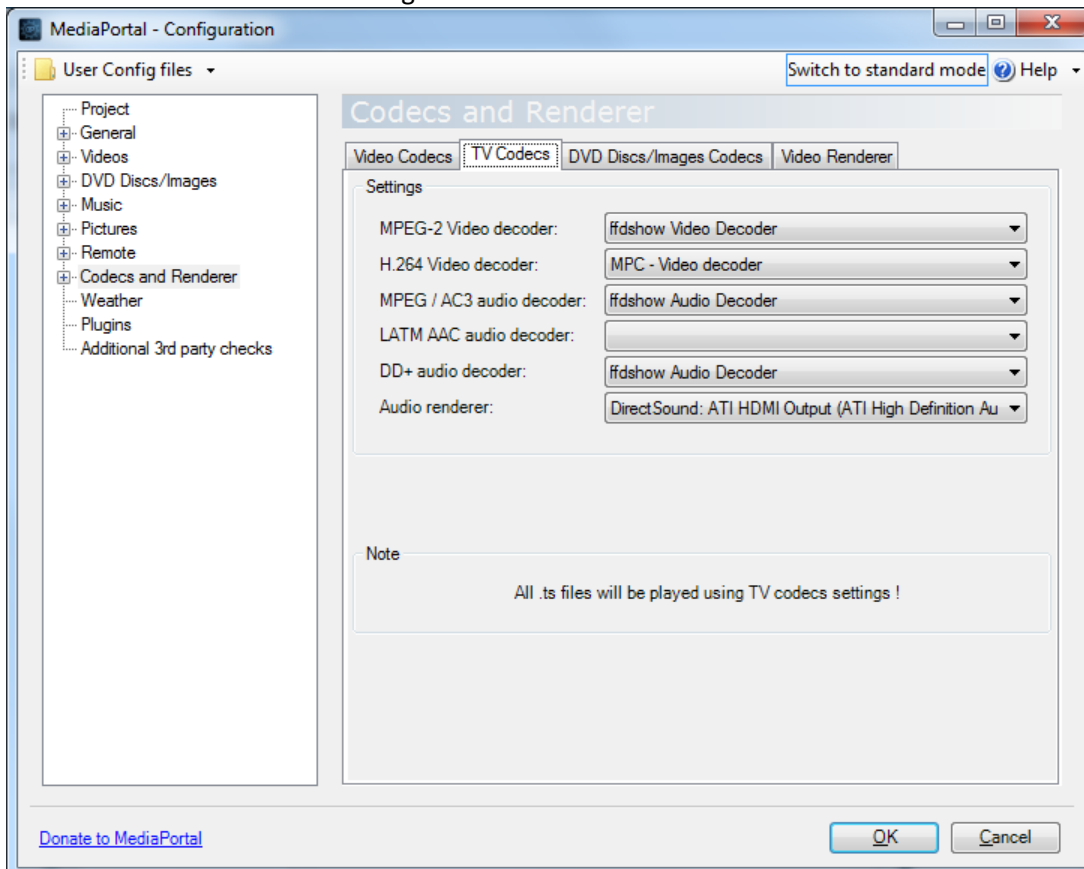 MediaPortal - Configuration
User Config files
Switch to standard mode
Help
Project
General
Videos
DVD Discs/Images
Music
Pictures
Remote
Codecs and Renderer
Weather
Plugins
Additional 3rd party checks
Codecs and Renderer
Video Codecs TV Codecs DVD Discs/Images Codecs Video Renderer
Settings
MPEG-2 Video decoder: ffdshow Video Decoder
H.264 Video decoder: MPC - Video decoder
MPEG / AC3 audio decoder: ffdshow Audio Decoder
LATM AAC audio decoder:
DD+ audio decoder: ffdshow Audio Decoder
Audio renderer: DirectSound: ATI HDMI Output (ATI High Definition Au
Note
All .ts files will be played using TV codecs settings !
Donate to MediaPortal
OK
Cancel